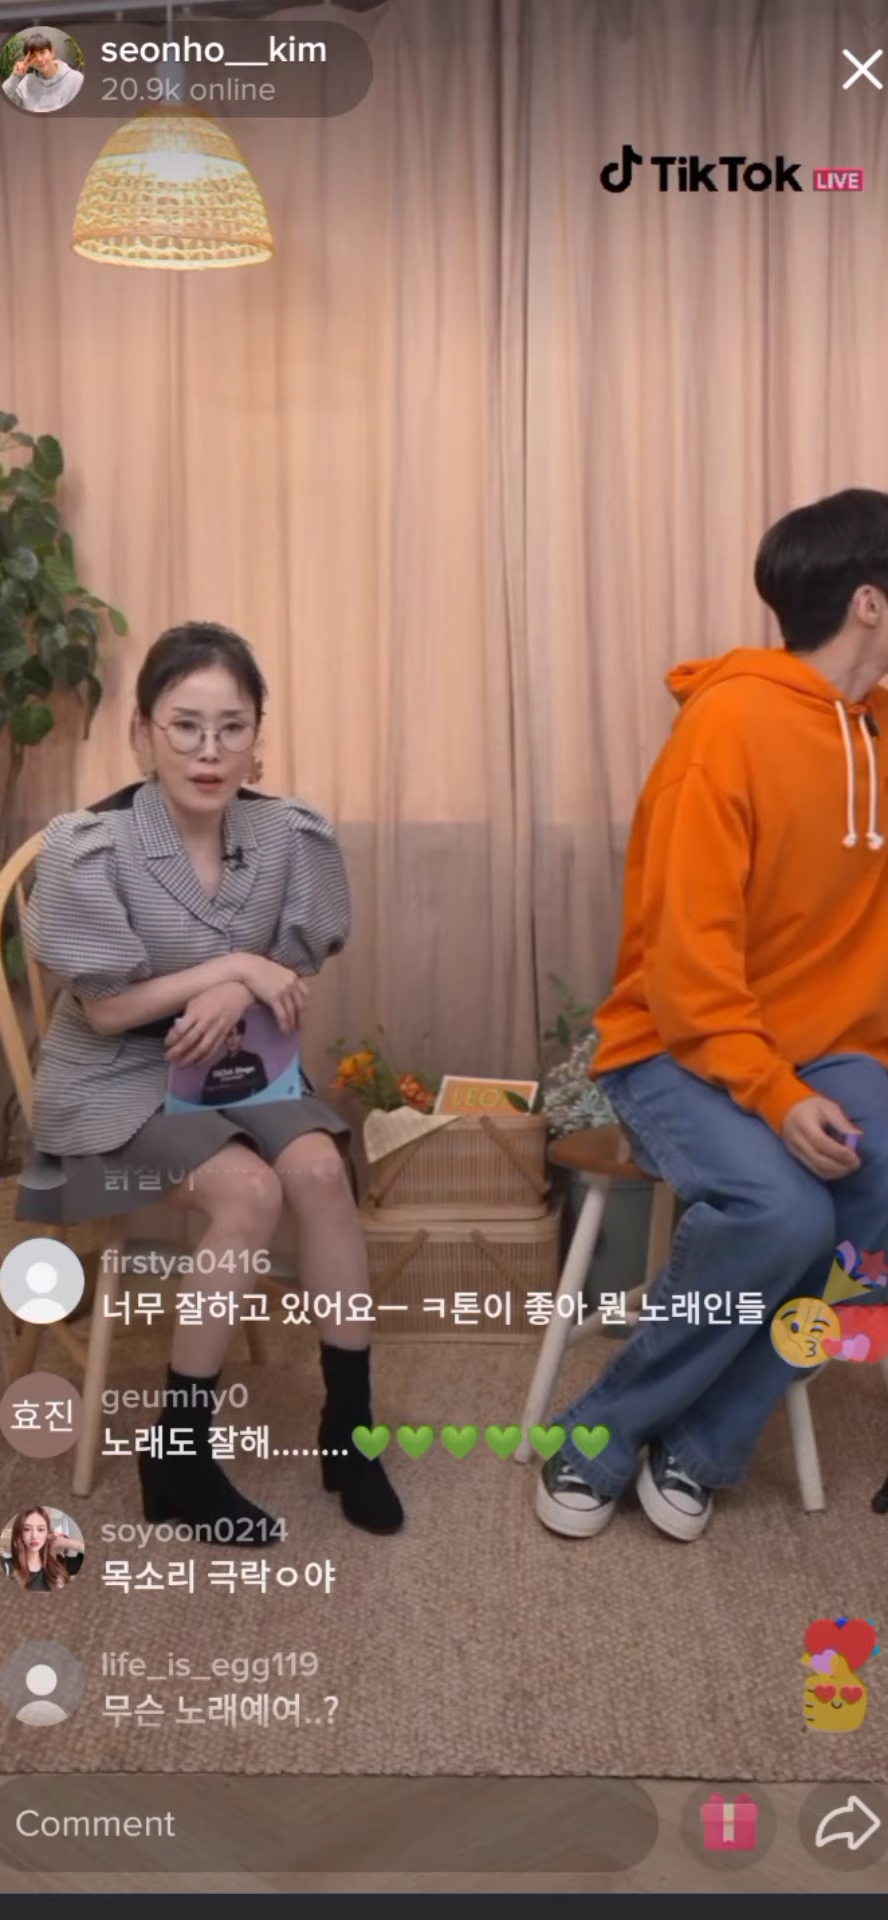 seonho__kim
20.9k online
TikTok LIVE
LEO
firstya0416
너무 잘하고 있어요ㅡ ㅋ톤이 좋아 뭔 노래인들
효진
geumhy0
노래도 잘해........💚💚💚💚💚💚
soyoon0214
목소리 극락ㅇ야
life_is_egg119
무슨 노래예여..?
Comment